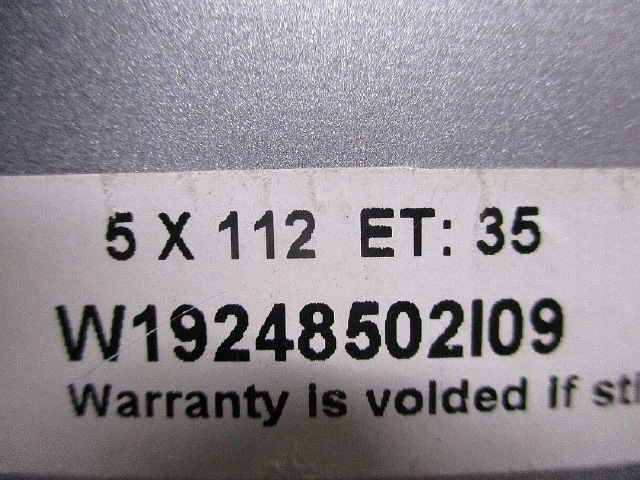 5 X 112 ET: 35
W19248502I09
Warranty is volded if